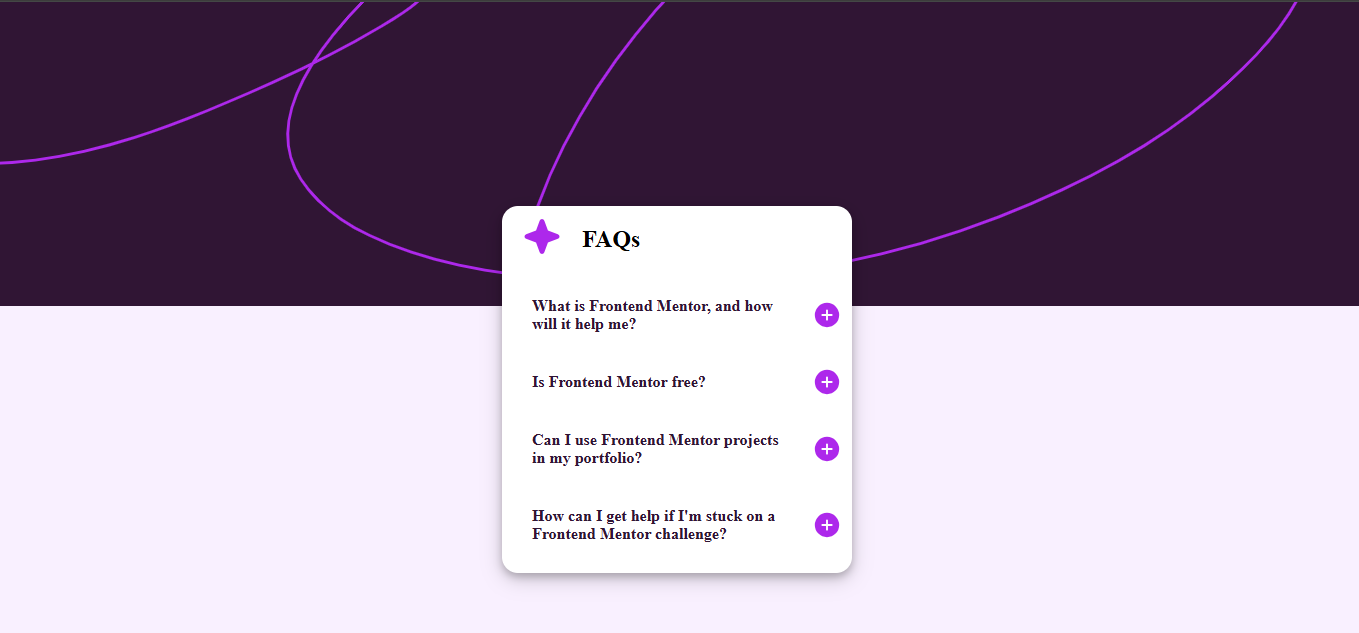 FAQs
What is Frontend Mentor, and how
will it help me?
Is Frontend Mentor free?
Can I use Frontend Mentor projects
in my portfolio?
How can I get help if I'm stuck on a
Frontend Mentor challenge?